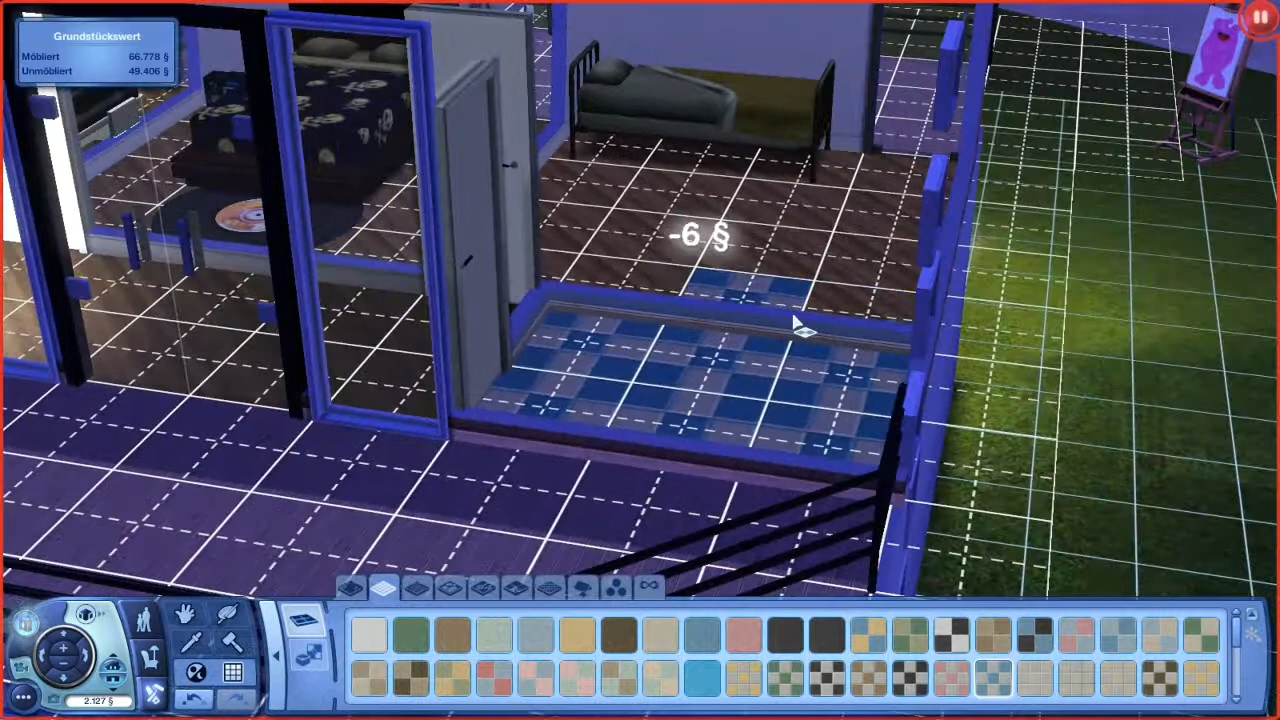 Grundstückswert
Möbliert 66.778 §
Unmöbliert 49.406 §
-6 §
2.127 §